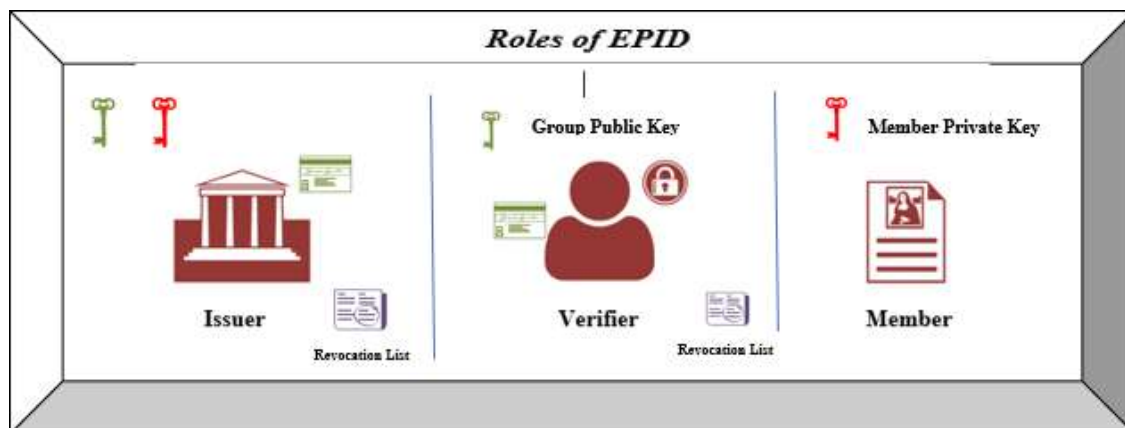 Roles of EPID
Group Public Key
Member Private Key
Issuer
Verifier
Member
Revocation List
Revocation List